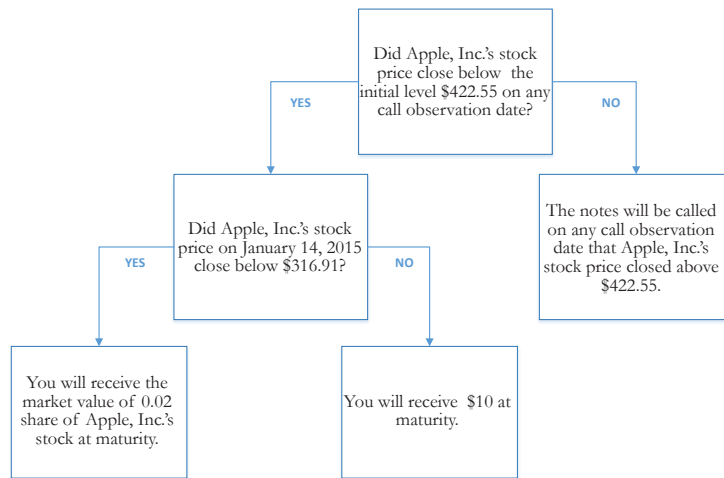 Did Apple, Inc.'s stock
price close below the
initial level $422.55 on any
call observation date?
YES
NO
Did Apple, Inc.'s stock
price on January 14, 2015
close below $316.91?
The notes will be called
on any call observation
date that Apple, Inc.'s
stock price closed above
$422.55.
YES
NO
You will receive the
market value of 0.02
share of Apple, Inc.'s
stock at maturity.
You will receive $10 at
maturity.